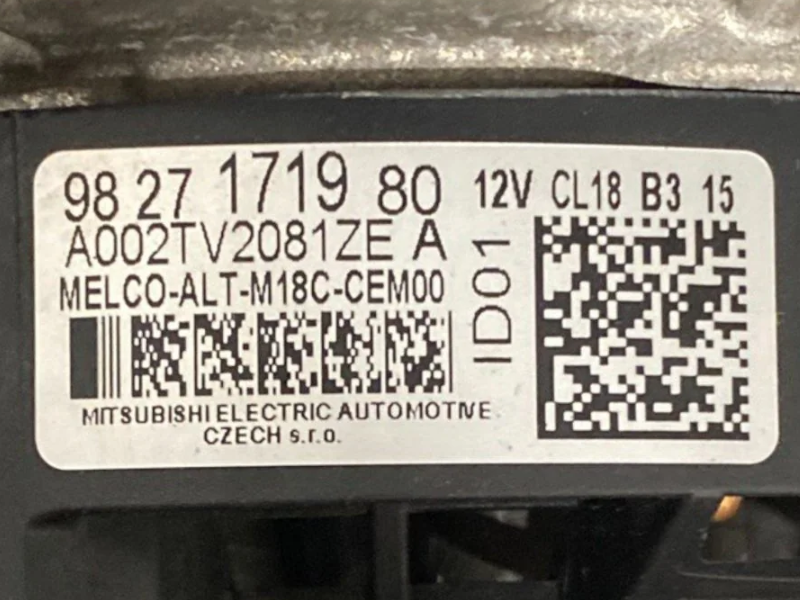 98 27 1719 80 12V CL18 B3 15
A002TV2081ZE A
MELCO-ALT-M18C-CEM00
ID01
MITSUBISHI ELECTRIC AUTOMOTIVE
CZECH s.r.o.